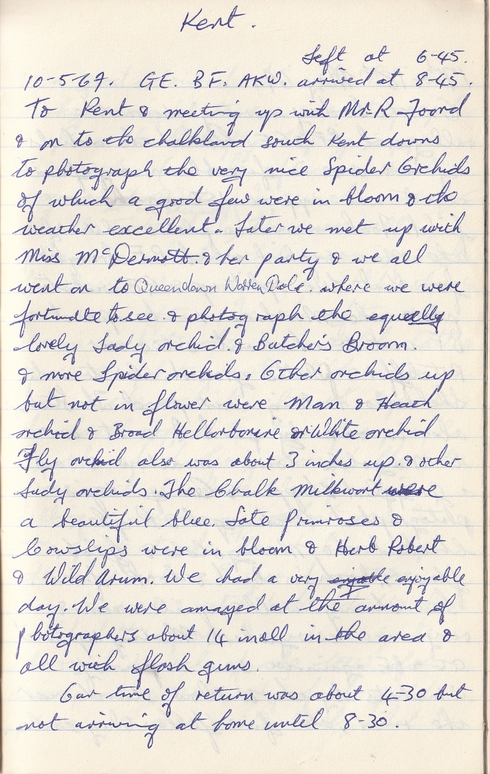 Kent.
Left at 6-45.
10-5-69. GE. BF. AKW. arrived at 8-45.
To Kent & meeting up with Mr. R Foord
& on to the chalkland south Kent downs
to photograph the very nice Spider Orchids
of which a good few were in bloom & the
weather excellent. Later we met up with
Miss McDermott. & her party & we all
went on to Queendown Warren where we were
fortunate to see & photograph the equally
lovely Lady orchid. & Butcher's Broom.
& more Spider orchids. Other orchids up
but not in flower were Man & Heath
orchid & Broad Helleborine or White orchid
Fly orchid also was about 3 inches up. & other
Lady orchids. The Chalk Milkwort were
a beautiful blue. Late primroses &
Cowslips were in bloom & Herb Robert
& Wild Arum. We had a very enjoyable
day. We were amazed at the amount of
photographers about 14 in all in the area &
all with flash guns.
Our time of return was about 4-30 but
not arriving at home until 8-30.